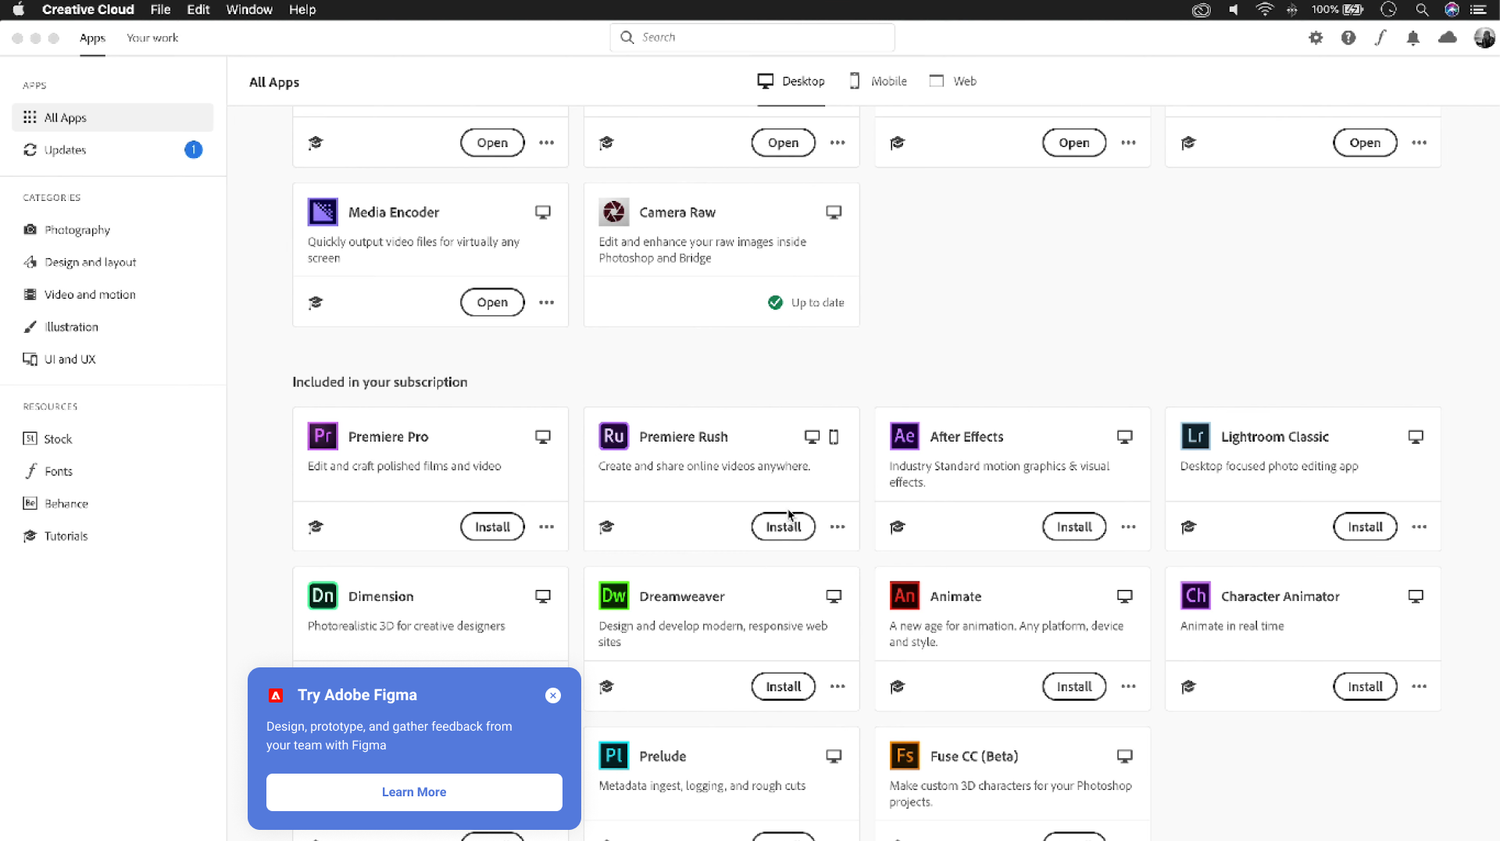 Creative Cloud File Edit Window Help
100%
Apps Your work
Search
APPS
All Apps
Updates 1
CATEGORIES
Photography
Design and layout
Video and motion
Illustration
UI and UX
RESOURCES
St Stock
Fonts
Be Behance
Tutorials
All Apps
Desktop Mobile Web
Open Open Open Open
Media Encoder
Quickly output video files for virtually any
screen
Open
Camera Raw
Edit and enhance your raw images inside
Photoshop and Bridge
Up to date
Included in your subscription
Pr Premiere Pro
Edit and craft polished films and video
Install
Ru Premiere Rush
Create and share online videos anywhere.
Install
Ae After Effects
Industry Standard motion graphics & visual
effects.
Install
Lr Lightroom Classic
Desktop focused photo editing app
Install
Dn Dimension
Photorealistic 3D for creative designers
Dw Dreamweaver
Design and develop modern, responsive web
sites
Install
An Animate
A new age for animation. Any platform, device
and style.
Install
Ch Character Animator
Animate in real time
Install
Try Adobe Figma
Design, prototype, and gather feedback from
your team with Figma
Learn More
Pl Prelude
Metadata ingest, logging, and rough cuts
Fs Fuse CC (Beta)
Make custom 3D characters for your Photoshop
projects.